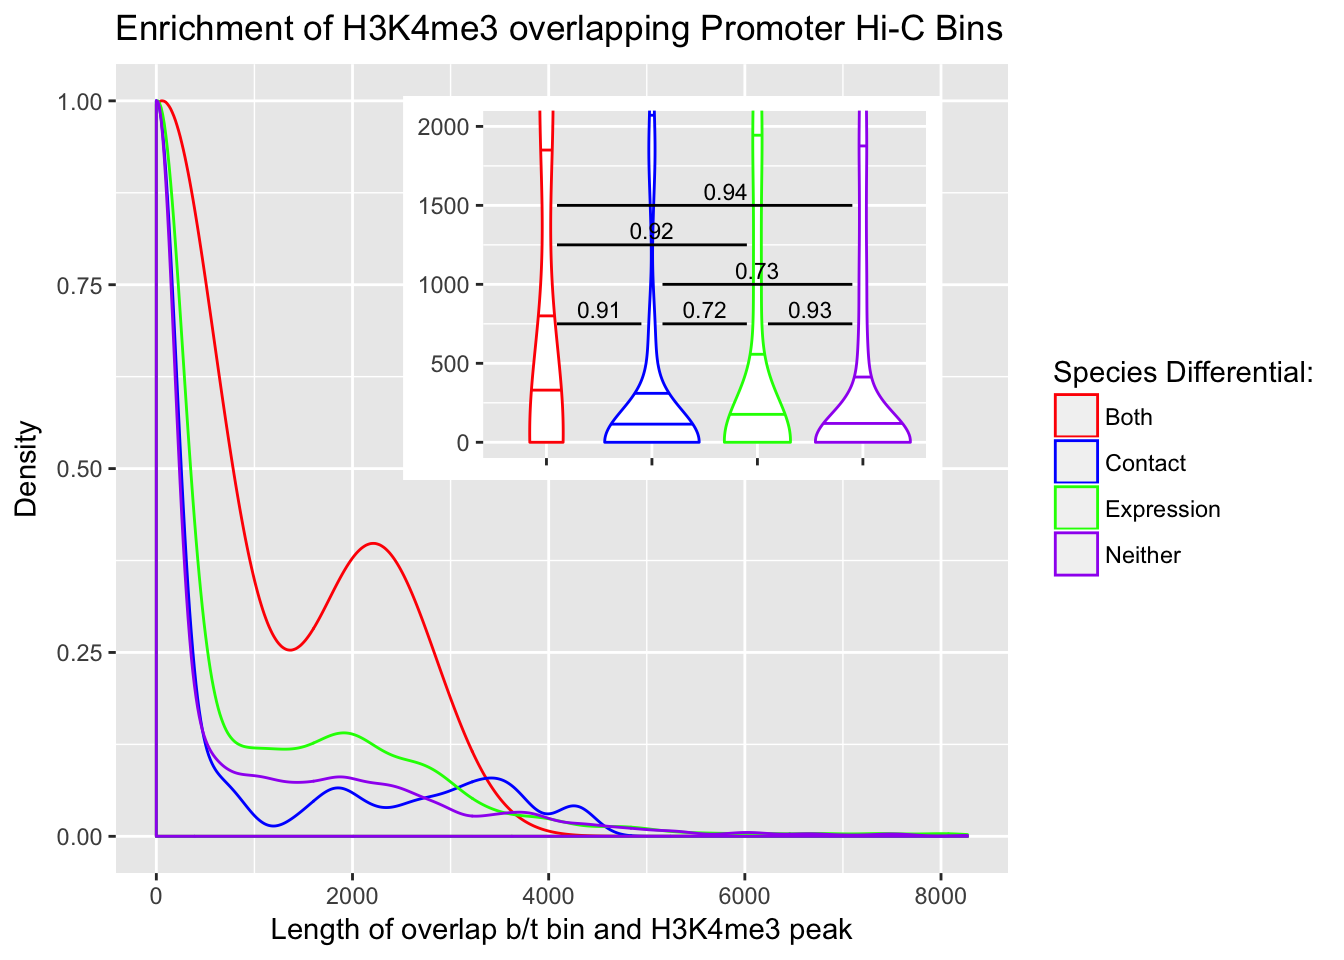 Enrichment of H3K4me3 overlapping Promoter Hi-C Bins
1.00
0.75
0.50
0.25
0.00
Density
2000
1500
1000
500
0
0.94
0.92
0.73
0.91 0.72 0.93
0 2000 4000 6000 8000
Length of overlap b/t bin and H3K4me3 peak
Species Differential:
Both
Contact
Expression
Neither